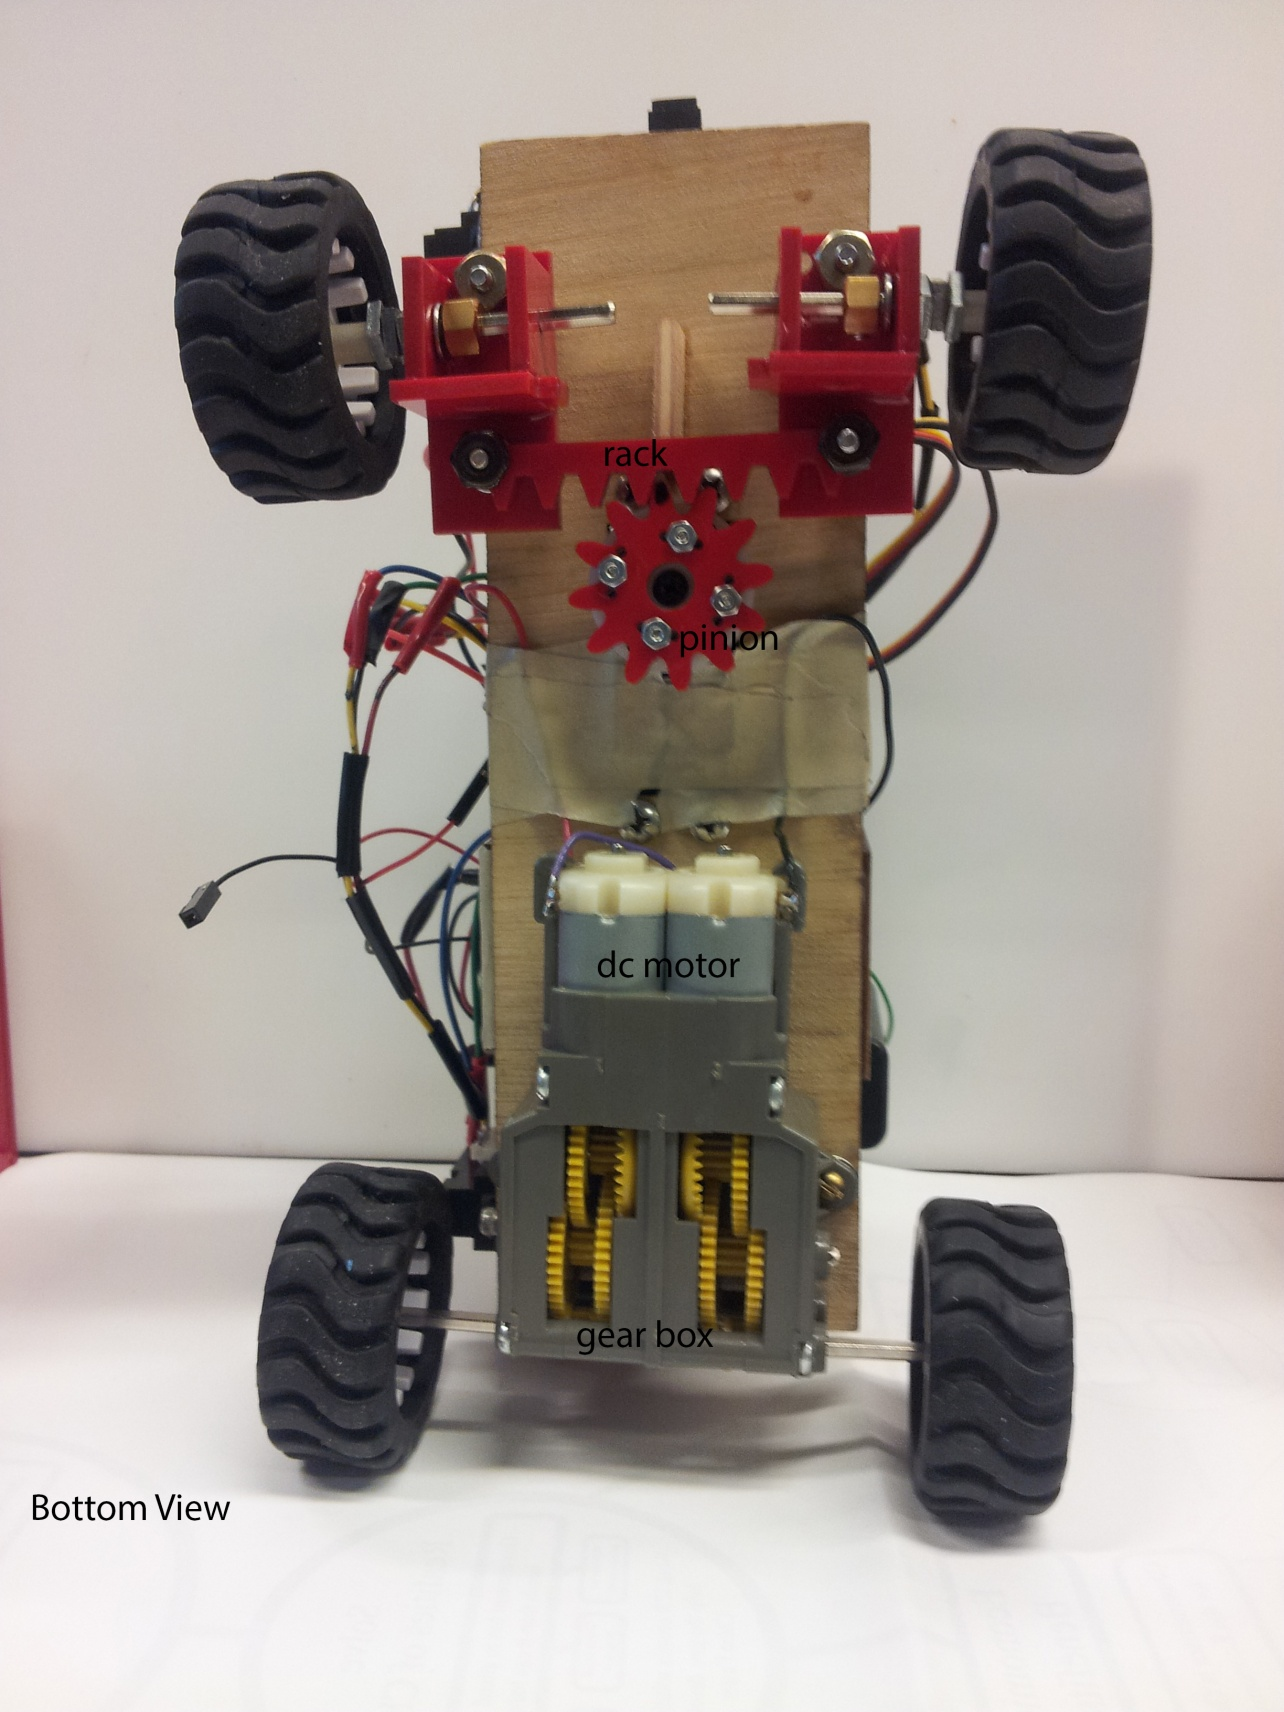 rack
pinion
dc motor
gear box
Bottom View